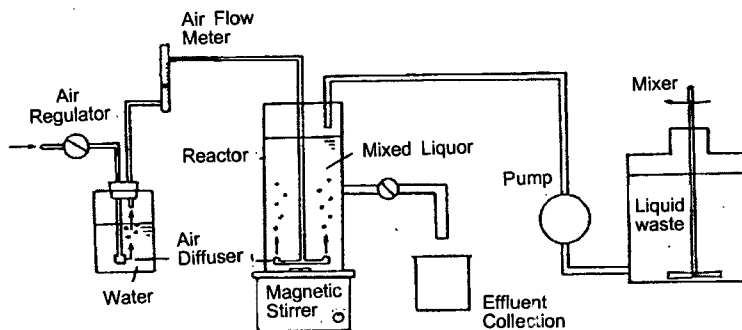 Air Flow
Meter
Air
Regulator
Mixer
Reactor
Mixed Liquor
Pump
Liquid
waste
Air
Diffuser
Water
Magnetic
Stirrer
Effluent
Collection